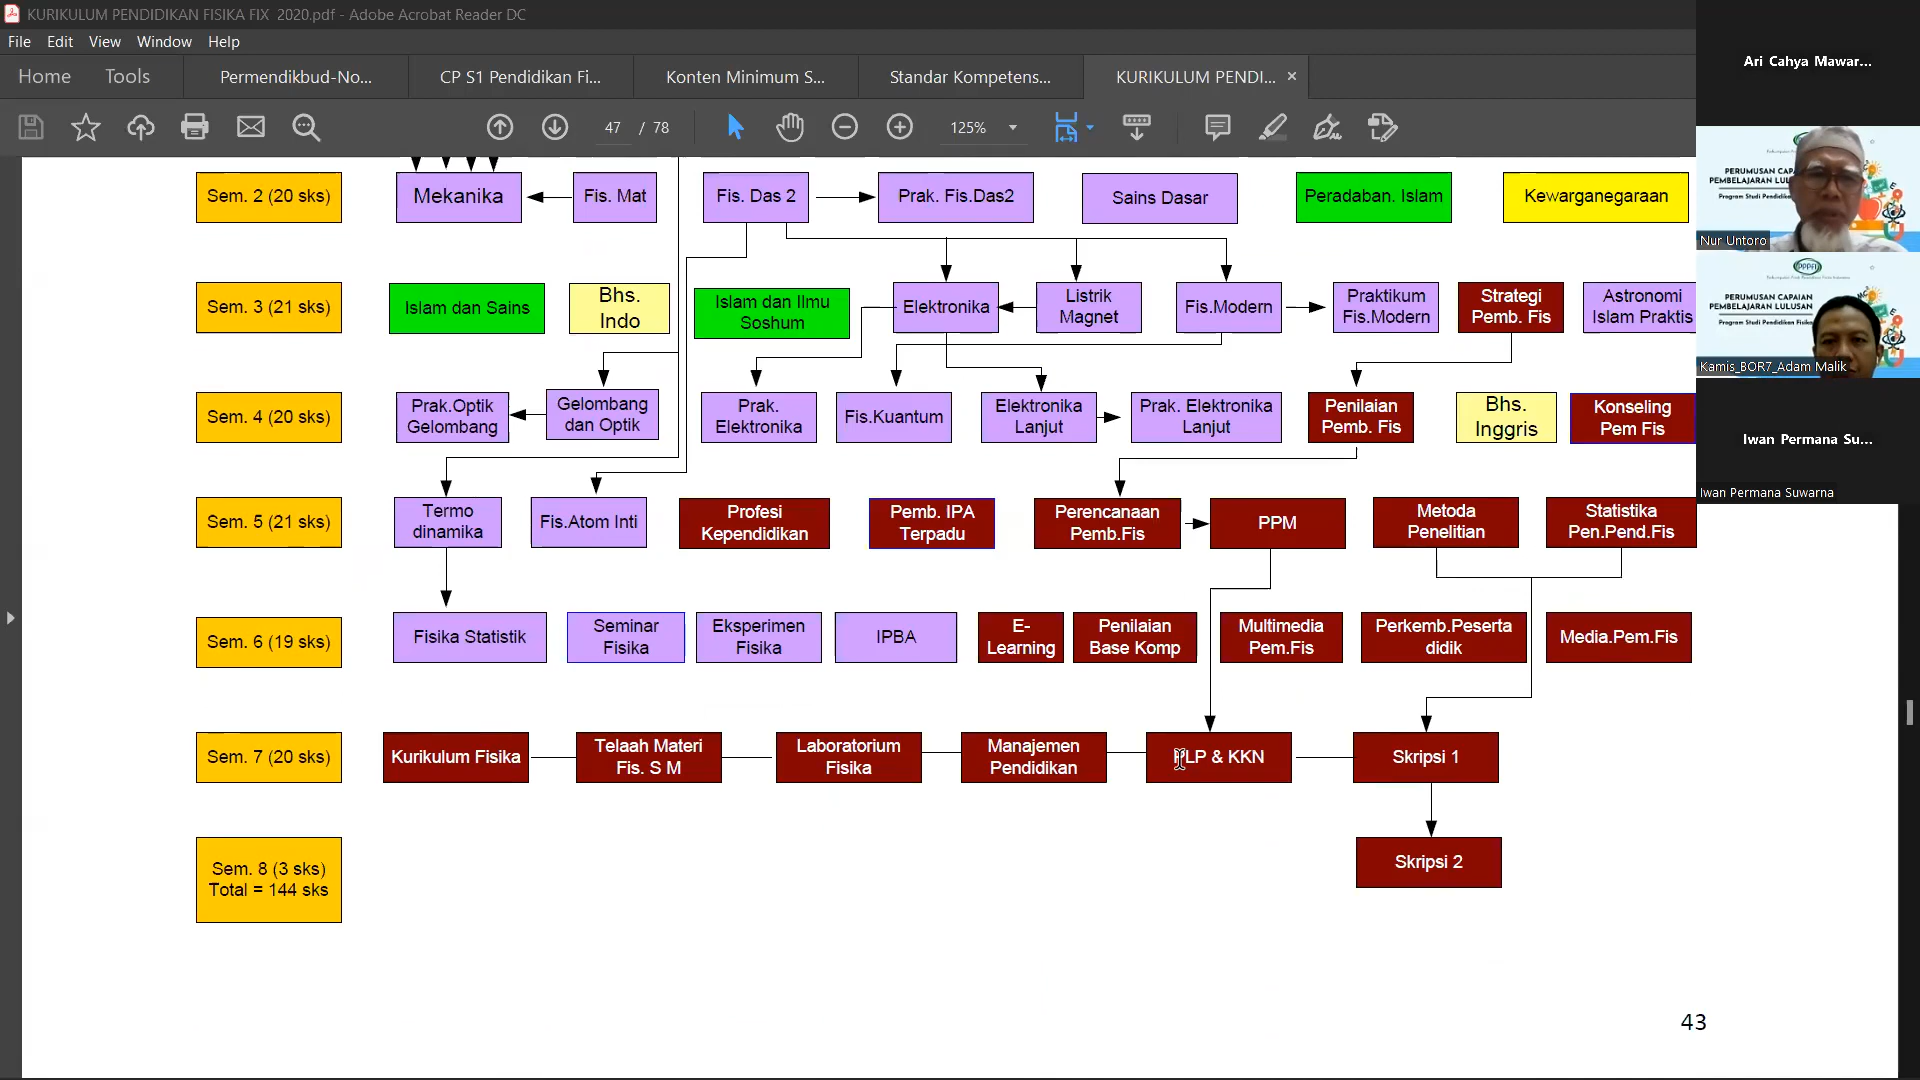 KURIKULUM PENDIDIKAN FISIKA FIX  2020.pdf - Adobe Acrobat Reader DC
File Edit View Window Help
Home Tools Permendikbud-No... CP S1 Pendidikan Fi... Konten Minimum S... Standar Kompetens... KURIKULUM PENDI... ×
47 / 78 125%
Sem. 2 (20 sks)
Mekanika
Fis. Mat
Fis. Das 2
Prak. Fis.Das2
Sains Dasar
Peradaban. Islam
Kewarganegaraan
Sem. 3 (21 sks)
Islam dan Sains
Bhs.
Indo
Islam dan Ilmu
Soshum
Elektronika
Listrik
Magnet
Fis.Modern
Praktikum
Fis.Modern
Strategi
Pemb. Fis
Astronomi
Islam Praktis
Sem. 4 (20 sks)
Prak.Optik
Gelombang
Gelombang
dan Optik
Prak.
Elektronika
Fis.Kuantum
Elektronika
Lanjut
Prak. Elektronika
Lanjut
Penilaian
Pemb. Fis
Bhs.
Inggris
Konseling
Pem Fis
Sem. 5 (21 sks)
Termo
dinamika
Fis.Atom Inti
Profesi
Kependidikan
Pemb. IPA
Terpadu
Perencanaan
Pemb.Fis
PPM
Metoda
Penelitian
Statistika
Pen.Pend.Fis
Sem. 6 (19 sks)
Fisika Statistik
Seminar
Fisika
Eksperimen
Fisika
IPBA
E-
Learning
Penilaian
Base Komp
Multimedia
Pem.Fis
Perkemb.Peserta
didik
Media.Pem.Fis
Sem. 7 (20 sks)
Kurikulum Fisika
Telaah Materi
Fis. S M
Laboratorium
Fisika
Manajemen
Pendidikan
PLP & KKN
Skripsi 1
Sem. 8 (3 sks)
Total = 144 sks
Skripsi 2
43
Ari Cahya Mawar...
Nur Untoro
PPPFI
PERUMUSAN CAPAIAN
PEMBELAJARAN LULUSAN
Program Studi Pendidikan Fisika
Kamis_BOR7_Adam Malik
Iwan Permana Su...
Iwan Permana Suwarna